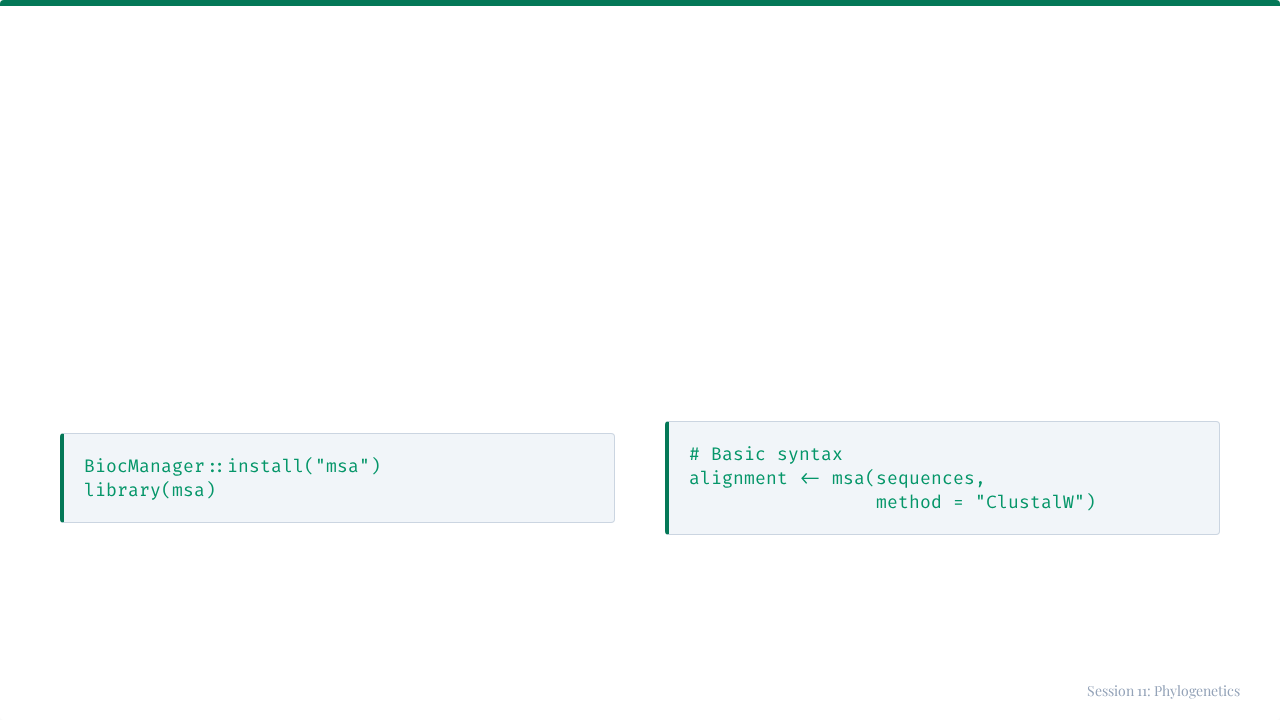 BiocManager::install("msa")
library(msa)
# Basic syntax
alignment <- msa(sequences,
                 method = "ClustalW")
Session 11: Phylogenetics